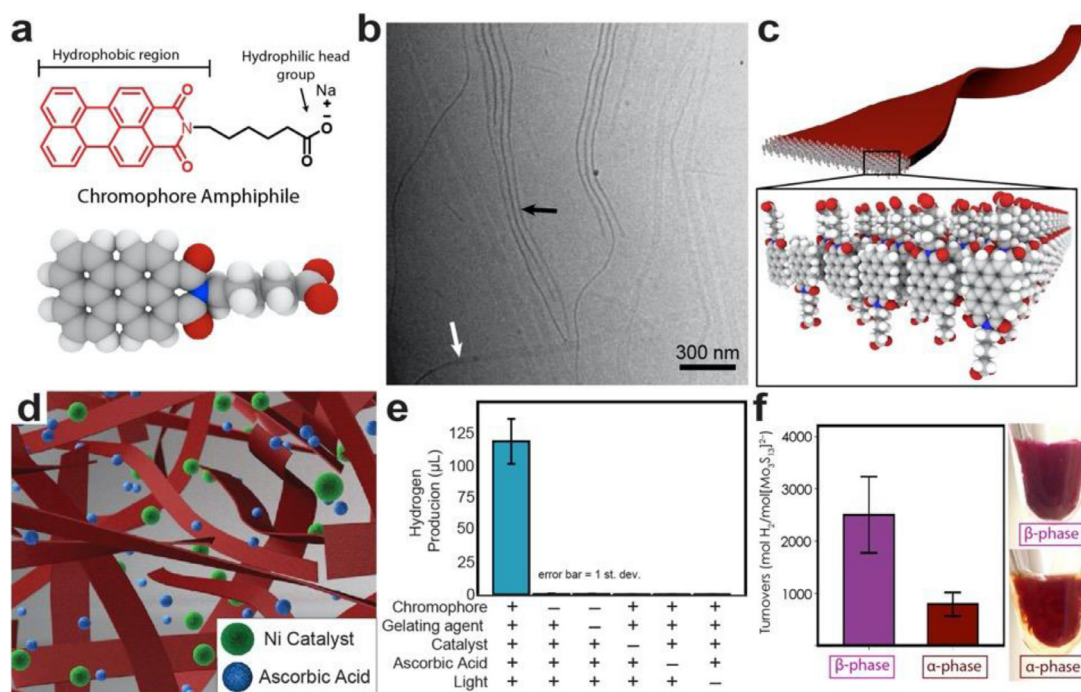 a
Hydrophobic region
Hydrophilic head
group
Na
+
−
O
N
O
O
O
Chromophore Amphiphile
b
300 nm
c
d
Ni Catalyst
Ascorbic Acid
e
Hydrogen
Producion (µL)
125
100
75
50
25
0
error bar = 1 st. dev.
Chromophore + − − + + +
Gelating agent + + − + + +
Catalyst + + + − + +
Ascorbic Acid + + + + − +
Light + + + + + −
f
Turnovers (mol H₂/mol[Mo₃S₁₃]²⁻)
4000
3000
2000
1000
β-phase
α-phase
β-phase
α-phase